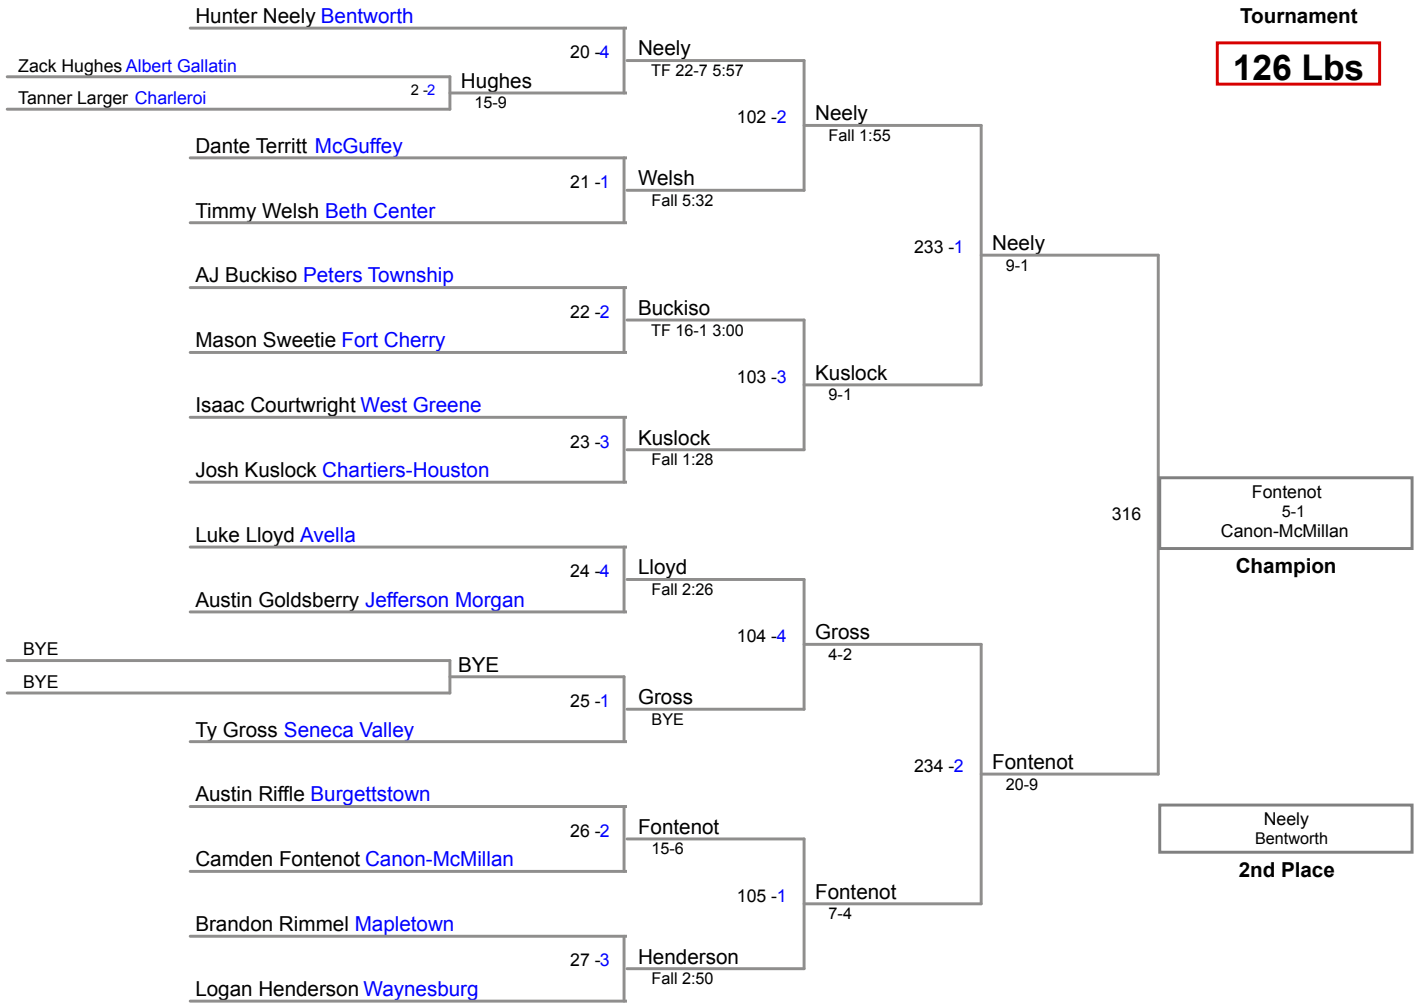 Tournament
126 Lbs
Hunter Neely Bentworth
20 -4
Neely
TF 22-7 5:57
Zack Hughes Albert Gallatin
Tanner Larger Charleroi
2 -2
Hughes
15-9
102 -2
Neely
Fall 1:55
Dante Territt McGuffey
21 -1
Welsh
Fall 5:32
Timmy Welsh Beth Center
233 -1
Neely
9-1
AJ Buckiso Peters Township
22 -2
Buckiso
TF 16-1 3:00
Mason Sweetie Fort Cherry
103 -3
Kuslock
9-1
Isaac Courtwright West Greene
23 -3
Kuslock
Fall 1:28
Josh Kuslock Chartiers-Houston
316
Fontenot
5-1
Canon-McMillan
Champion
Luke Lloyd Avella
24 -4
Lloyd
Fall 2:26
Austin Goldsberry Jefferson Morgan
104 -4
Gross
4-2
BYE
BYE
BYE
25 -1
Gross
BYE
Ty Gross Seneca Valley
234 -2
Fontenot
20-9
Austin Riffle Burgettstown
26 -2
Fontenot
15-6
Camden Fontenot Canon-McMillan
Neely
Bentworth
2nd Place
105 -1
Fontenot
7-4
Brandon Rimmel Mapletown
27 -3
Henderson
Fall 2:50
Logan Henderson Waynesburg